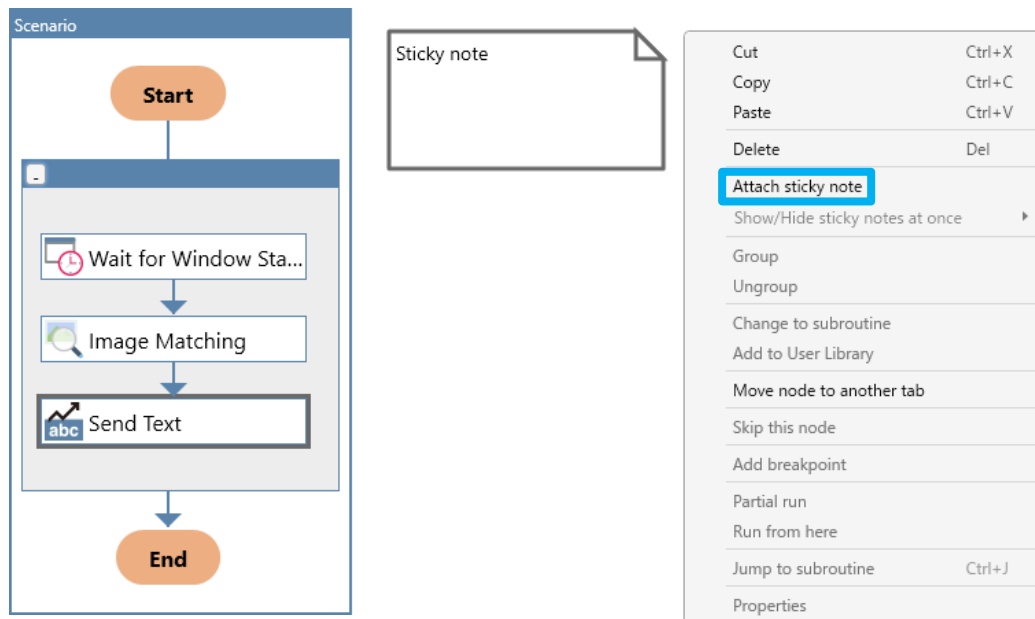 Scenario
Start
-
Wait for Window Sta...
Image Matching
abc
Send Text
End
Sticky note
Cut Ctrl+X
Copy Ctrl+C
Paste Ctrl+V
Delete Del
Attach sticky note
Show/Hide sticky notes at once
Group
Ungroup
Change to subroutine
Add to User Library
Move node to another tab
Skip this node
Add breakpoint
Partial run
Run from here
Jump to subroutine Ctrl+J
Properties